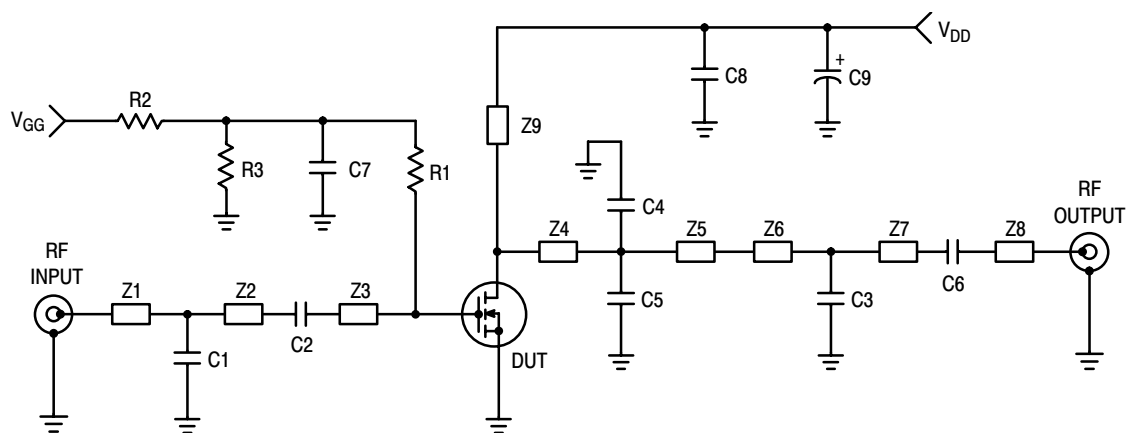 V_DD
C8
+
C9
R2
V_GG
Z9
R3
C7
R1
C4
RF
OUTPUT
Z4
Z5
Z6
Z7
Z8
RF
INPUT
C6
Z1
Z2
Z3
C5
C3
C2
C1
DUT